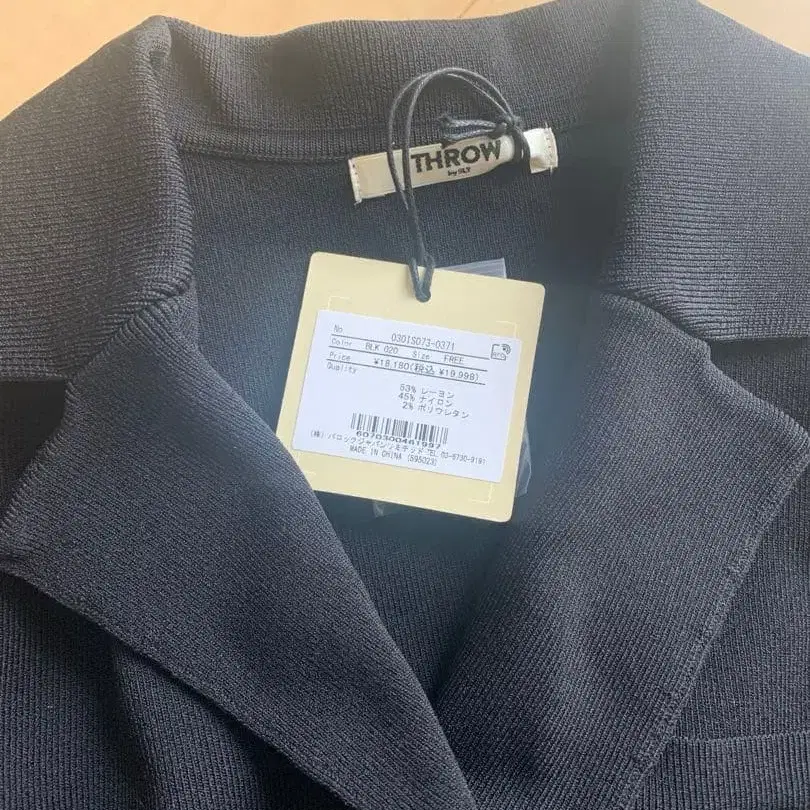 THROW
by SLY
No 0301S073-0371
Color BLK 020 Size FREE
Price ¥18,180(税込 ¥19,998)
Quality
53% レーヨン
45% ナイロン
2% ポリウレタン
(株)バロックジャパンリミテッド TEL 03-6730-9191
MADE IN CHINA (595023)